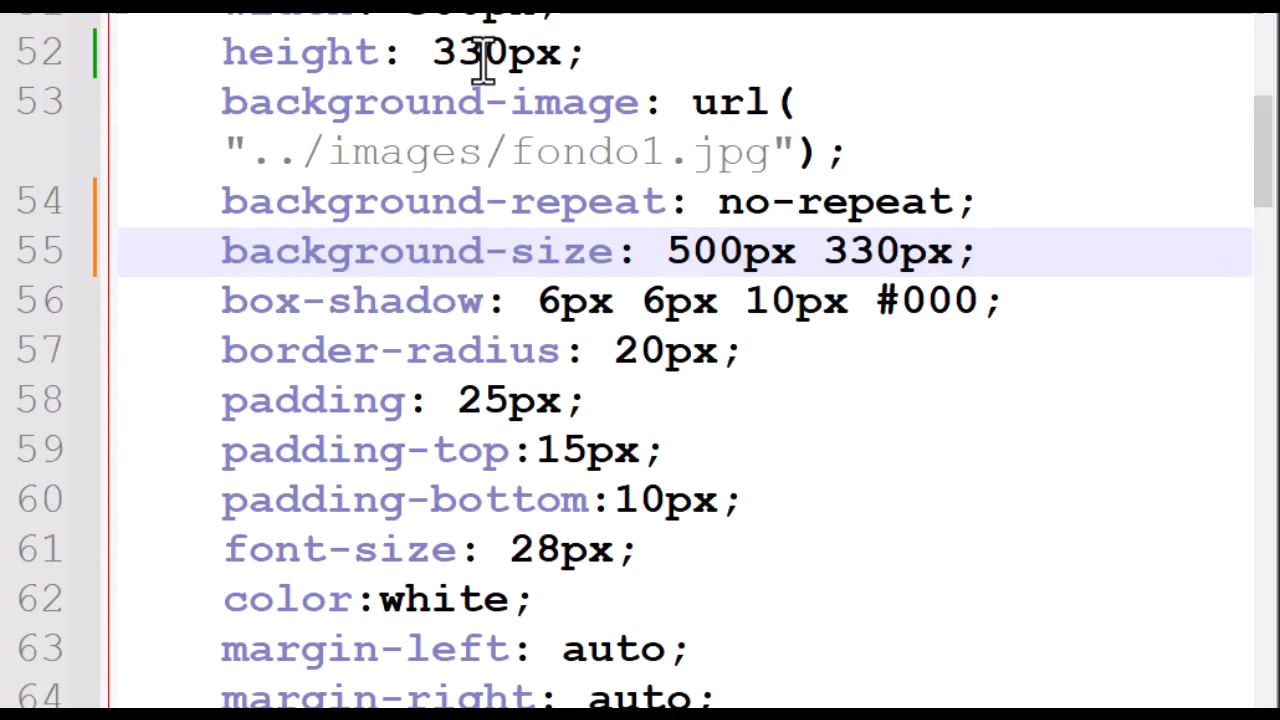 52 height: 330px;
53 background-image: url(
"../images/fondo1.jpg");
54 background-repeat: no-repeat;
55 background-size: 500px 330px;
56 box-shadow: 6px 6px 10px #000;
57 border-radius: 20px;
58 padding: 25px;
59 padding-top:15px;
60 padding-bottom:10px;
61 font-size: 28px;
62 color:white;
63 margin-left: auto;
64 margin-right: auto;